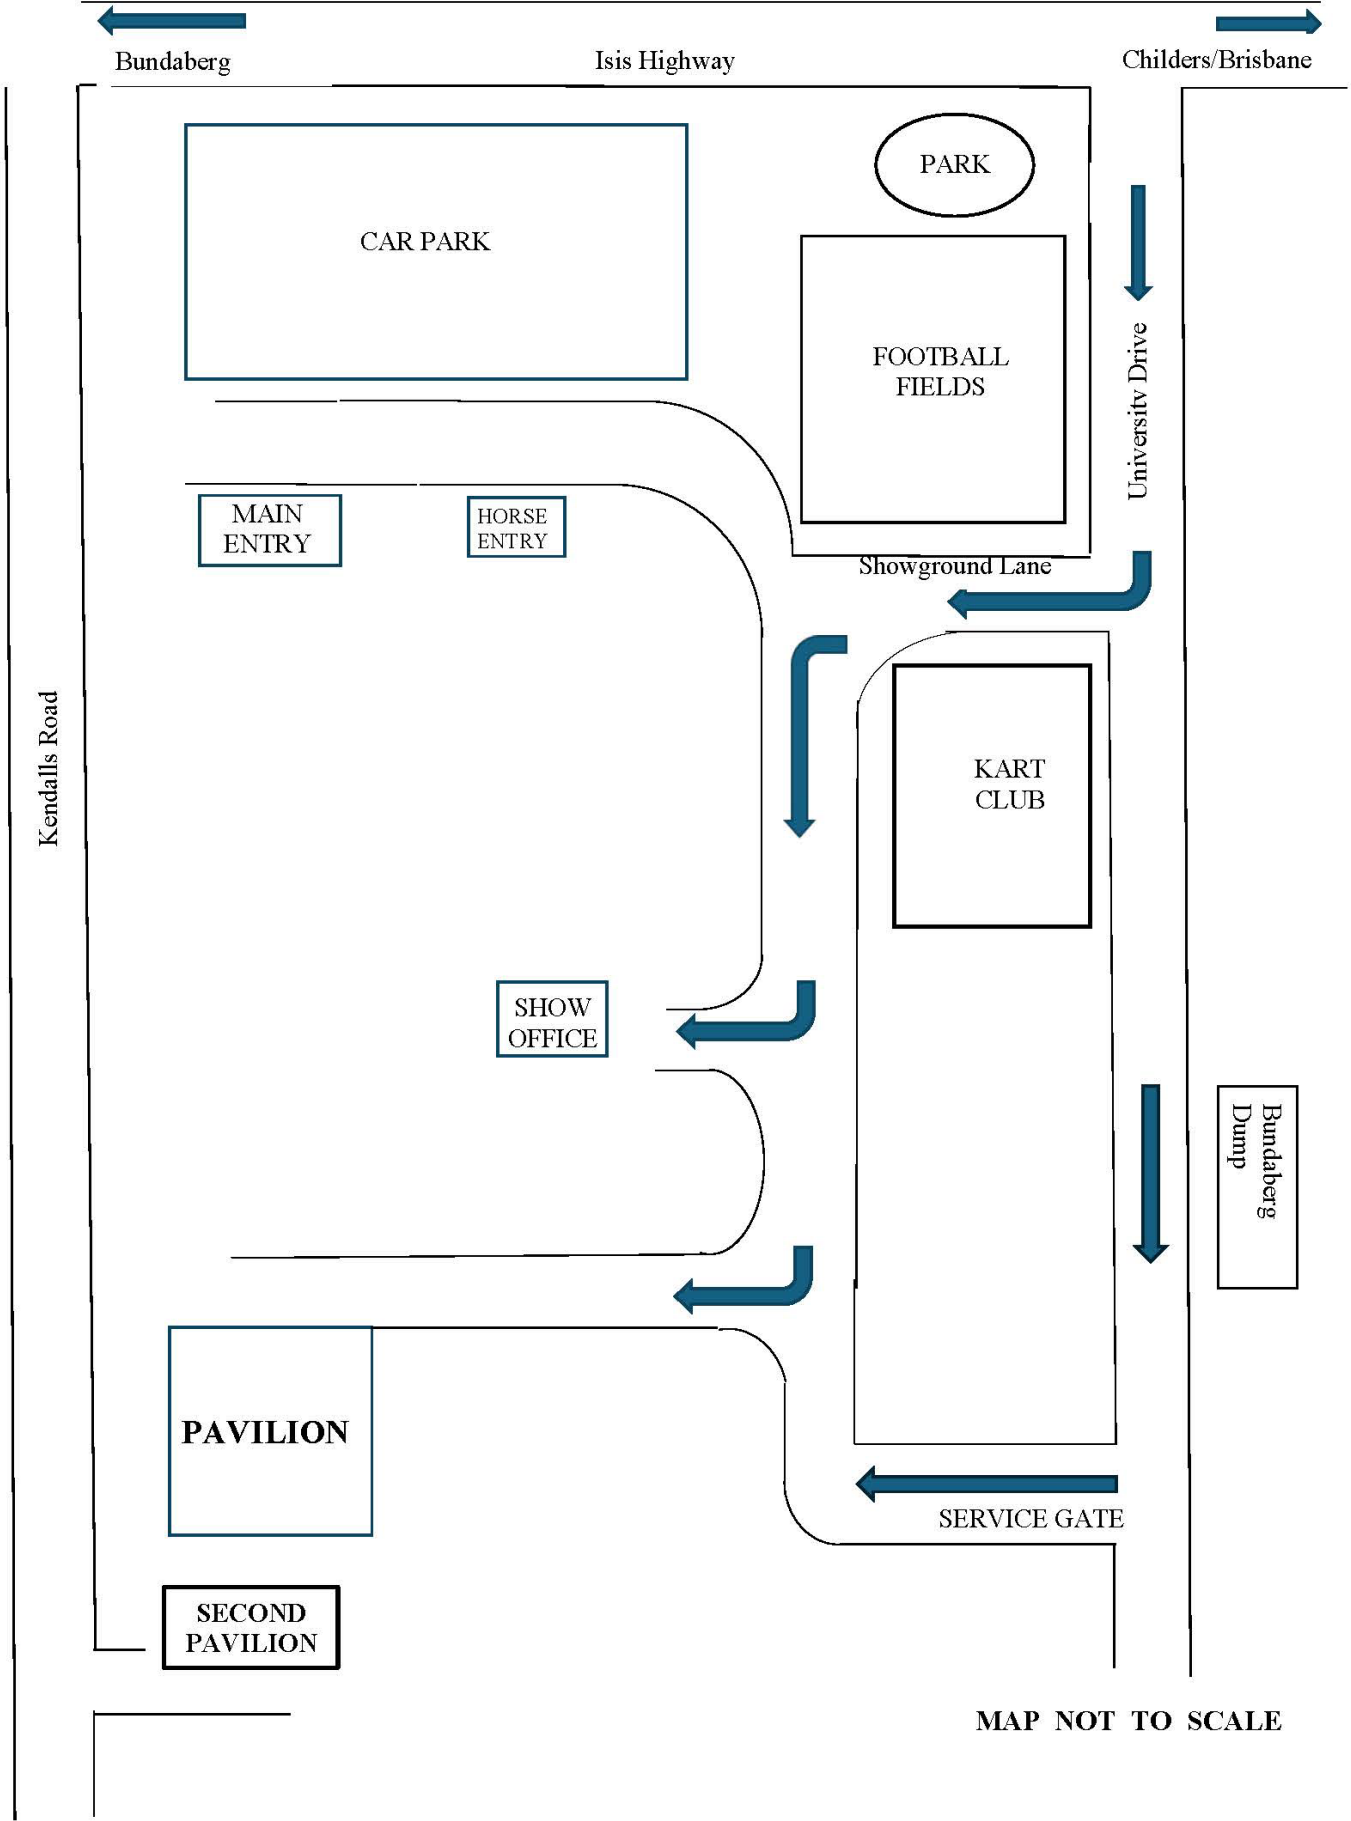 Bundaberg
Isis Highway
Childers/Brisbane
PARK
CAR PARK
FOOTBALL
FIELDS
University Drive
MAIN
ENTRY
HORSE
ENTRY
Showground Lane
Kendalls Road
KART
CLUB
SHOW
OFFICE
Bundaberg
Dump
PAVILION
SERVICE GATE
SECOND
PAVILION
MAP NOT TO SCALE